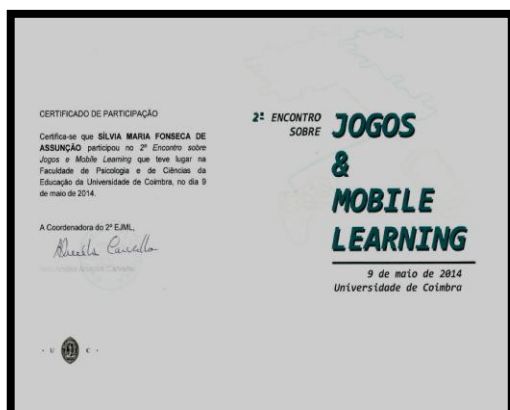 CERTIFICADO DE PARTICIPAÇÃO
Certifica-se que SÍLVIA MARIA FONSECA DE
ASSUNÇÃO participou no 2º Encontro sobre
Jogos e Mobile Learning que teve lugar na
Faculdade de Psicologia e de Ciências da
Educação da Universidade de Coimbra, no dia 9
de maio de 2014.
A Coordenadora do 2º EJML,
2º ENCONTRO
SOBRE
JOGOS
&
MOBILE
LEARNING
9 de maio de 2014
Universidade de Coimbra
· U C ·